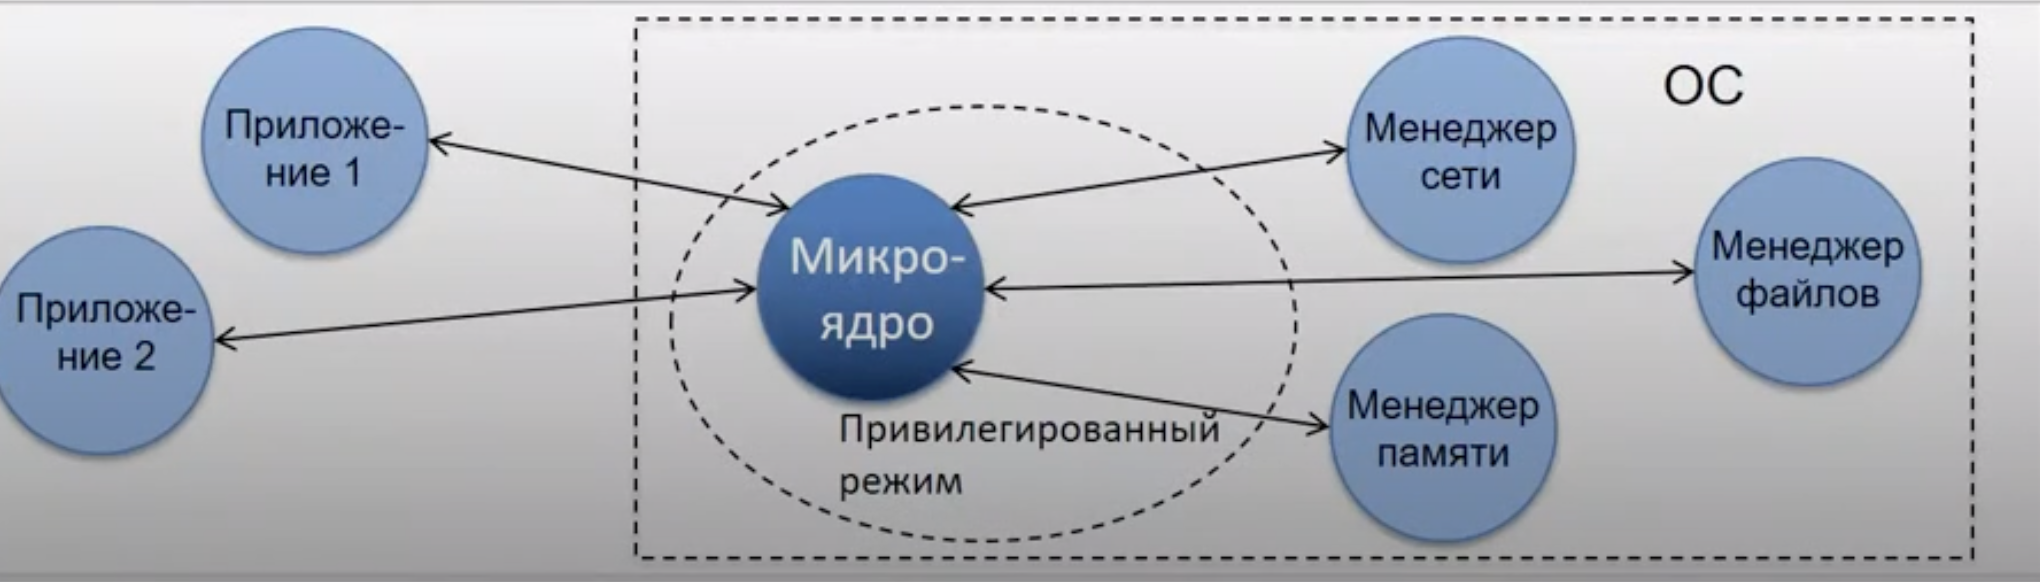 Приложе-
ние 1
Приложе-
ние 2
Микро-
ядро
Привилегированный
режим
ОС
Менеджер
сети
Менеджер
файлов
Менеджер
памяти